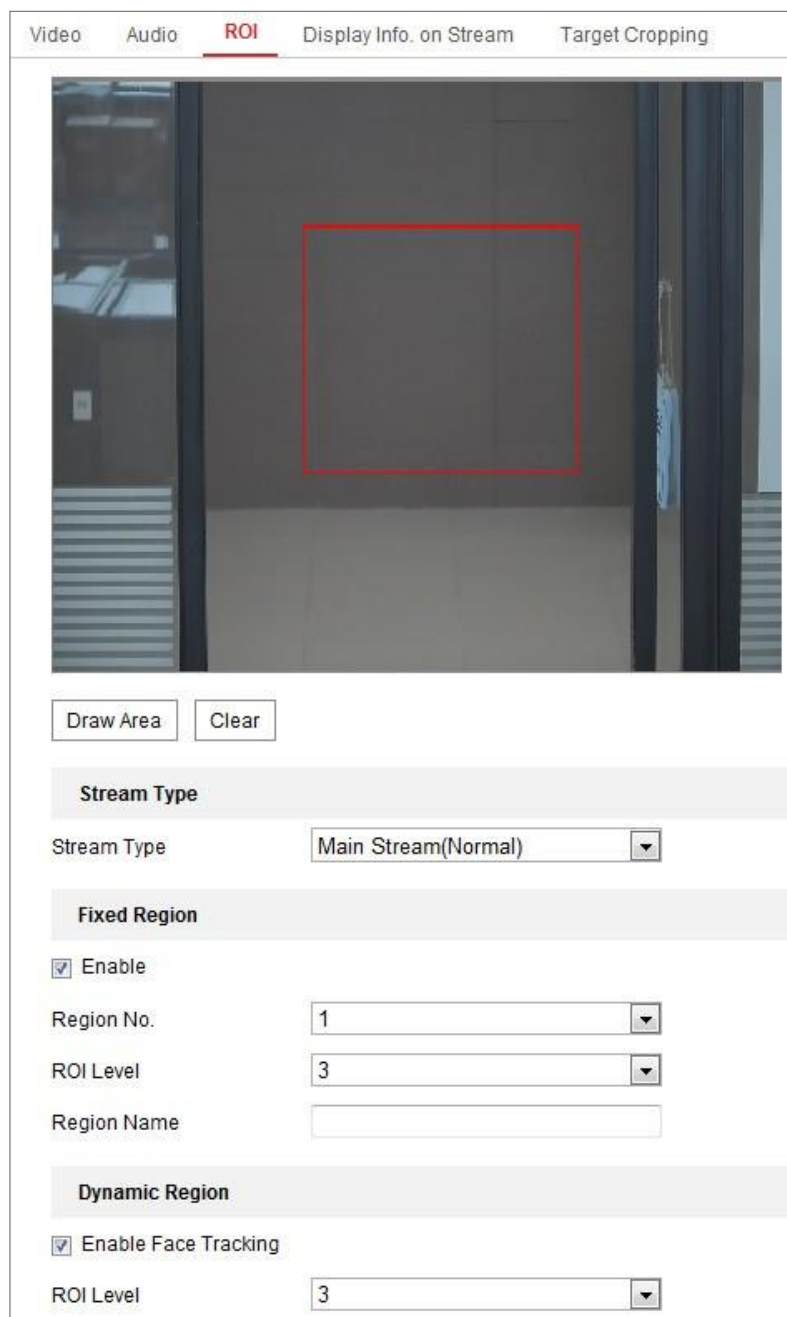 Video Audio ROI Display Info. on Stream Target Cropping
Draw Area Clear
Stream Type
Stream Type Main Stream(Normal)
Fixed Region
Enable
Region No. 1
ROI Level 3
Region Name
Dynamic Region
Enable Face Tracking
ROI Level 3